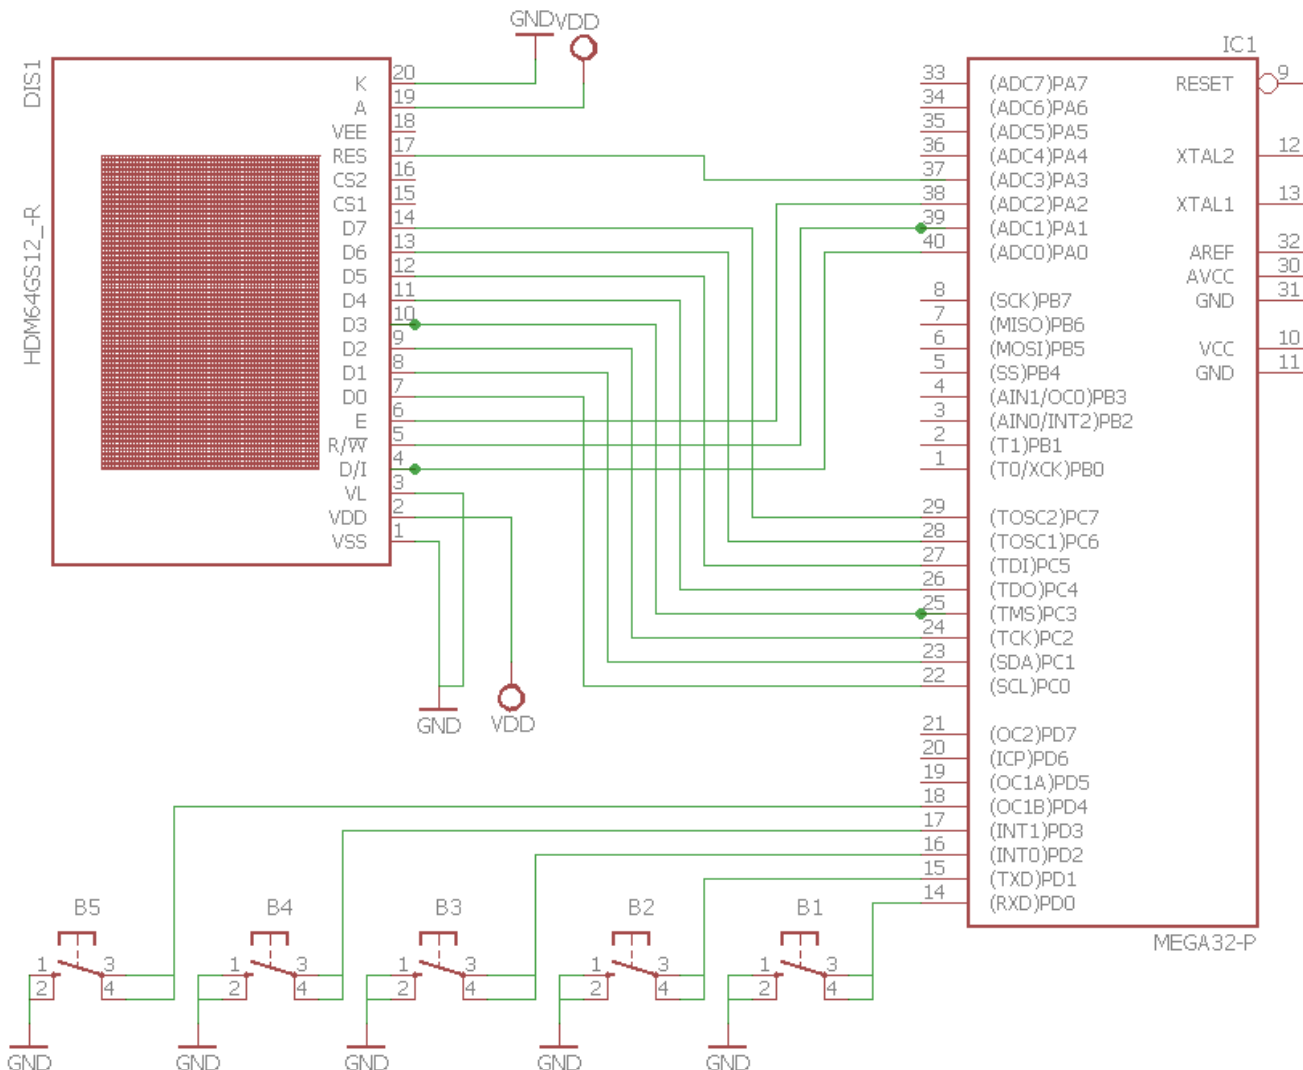 GND VDD
DIS1
HDM64GS12_-R
K 20
A 19
VEE 18
RES 17
CS2 16
CS1 15
D7 14
D6 13
D5 12
D4 11
D3 10
D2 9
D1 8
D0 7
E 6
R/W 5
D/I 4
VL 3
VDD 2
VSS 1
GND
VDD
IC1
33 (ADC7)PA7
34 (ADC6)PA6
35 (ADC5)PA5
36 (ADC4)PA4
37 (ADC3)PA3
38 (ADC2)PA2
39 (ADC1)PA1
40 (ADC0)PA0
8 (SCK)PB7
7 (MISO)PB6
6 (MOSI)PB5
5 (SS)PB4
4 (AIN1/OC0)PB3
3 (AIN0/INT2)PB2
2 (T1)PB1
1 (T0/XCK)PB0
29 (TOSC2)PC7
28 (TOSC1)PC6
27 (TDI)PC5
26 (TDO)PC4
25 (TMS)PC3
24 (TCK)PC2
23 (SDA)PC1
22 (SCL)PC0
21 (OC2)PD7
20 (ICP)PD6
19 (OC1A)PD5
18 (OC1B)PD4
17 (INT1)PD3
16 (INT0)PD2
15 (TXD)PD1
14 (RXD)PD0
RESET 9
XTAL2 12
XTAL1 13
AREF 32
AVCC 30
GND 31
VCC 10
GND 11
MEGA32-P
B5
1 3
2 4
GND
B4
1 3
2 4
GND
B3
1 3
2 4
GND
B2
1 3
2 4
GND
B1
1 3
2 4
GND